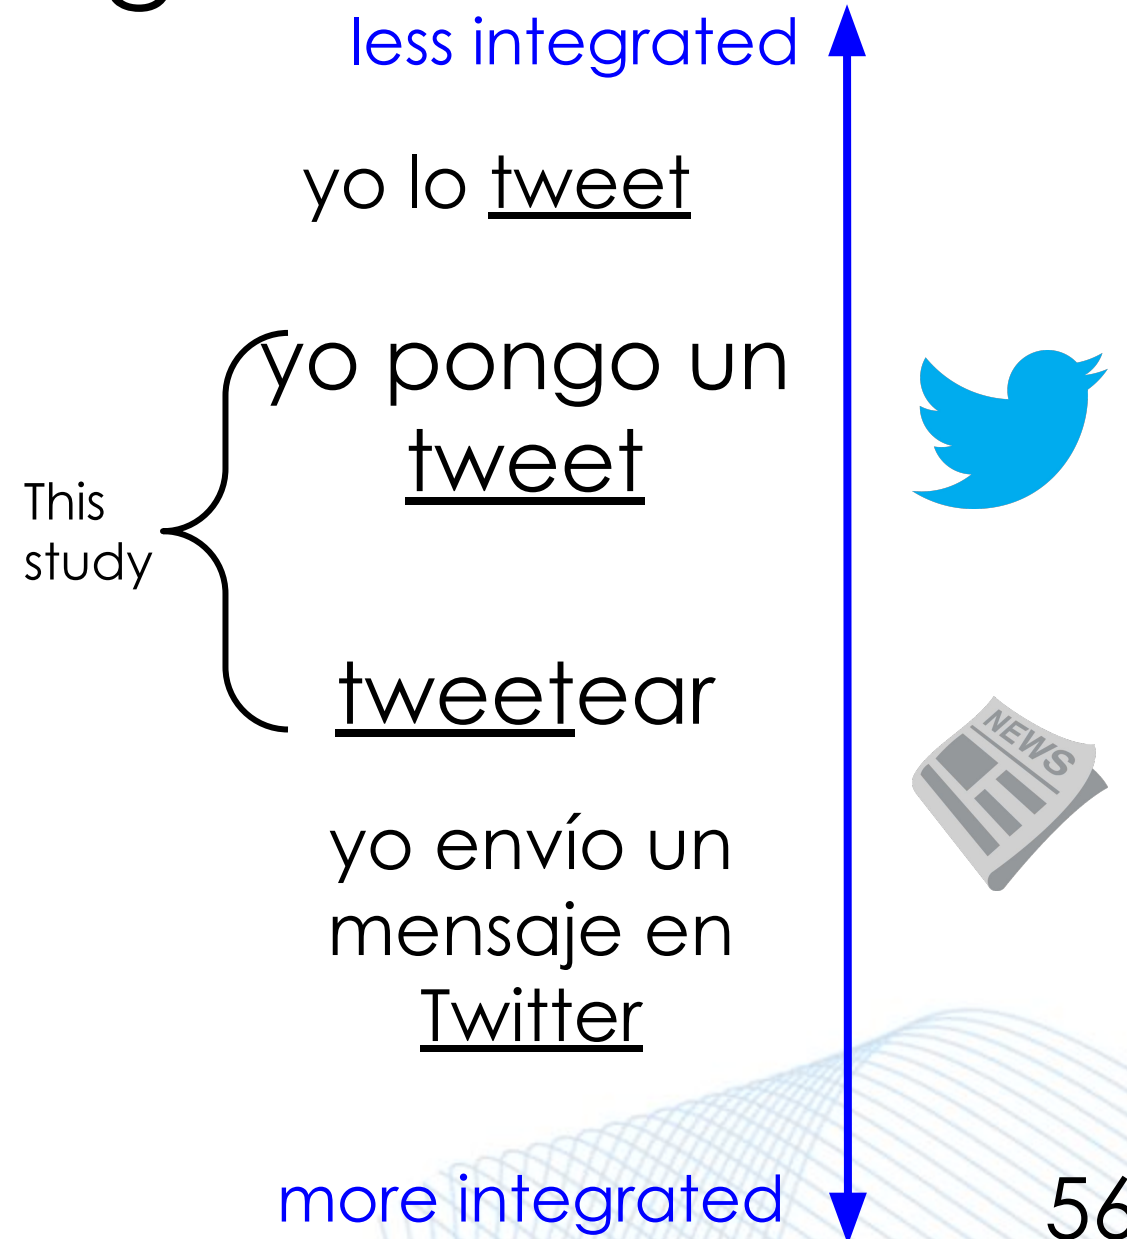 less integrated
yo lo tweet
yo pongo un
tweet
This
study
tweetear
NEWS
yo envío un
mensaje en
Twitter
more integrated
56